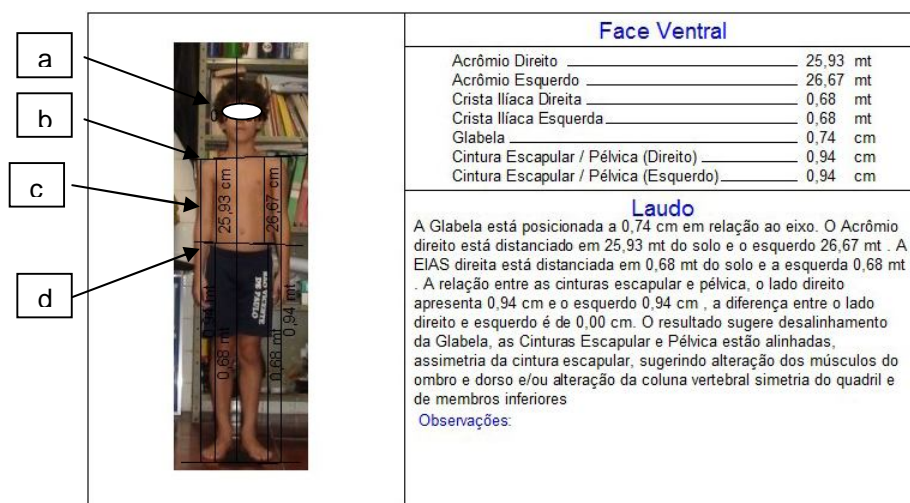 a
b
c
d
25,93 cm
26,67 cm
0,94 mt
0,94 mt
0,68 mt
0,68 mt
Face Ventral
Acrômio Direito 25,93 mt
Acrômio Esquerdo 26,67 mt
Crista Ilíaca Direita 0,68 mt
Crista Ilíaca Esquerda 0,68 mt
Glabela 0,74 cm
Cintura Escapular / Pélvica (Direito) 0,94 cm
Cintura Escapular / Pélvica (Esquerdo) 0,94 cm
Laudo
A Glabela está posicionada a 0,74 cm em relação ao eixo. O Acrômio
direito está distanciado em 25,93 mt do solo e o esquerdo 26,67 mt . A
EIAS direita está distanciada em 0,68 mt do solo e a esquerda 0,68 mt
. A relação entre as cinturas escapular e pélvica, o lado direito
apresenta 0,94 cm e o esquerdo 0,94 cm , a diferença entre o lado
direito e esquerdo é de 0,00 cm. O resultado sugere desalinhamento
da Glabela, as Cinturas Escapular e Pélvica estão alinhadas,
assimetria da cintura escapular, sugerindo alteração dos músculos do
ombro e dorso e/ou alteração da coluna vertebral simetria do quadril e
de membros inferiores
Observações: